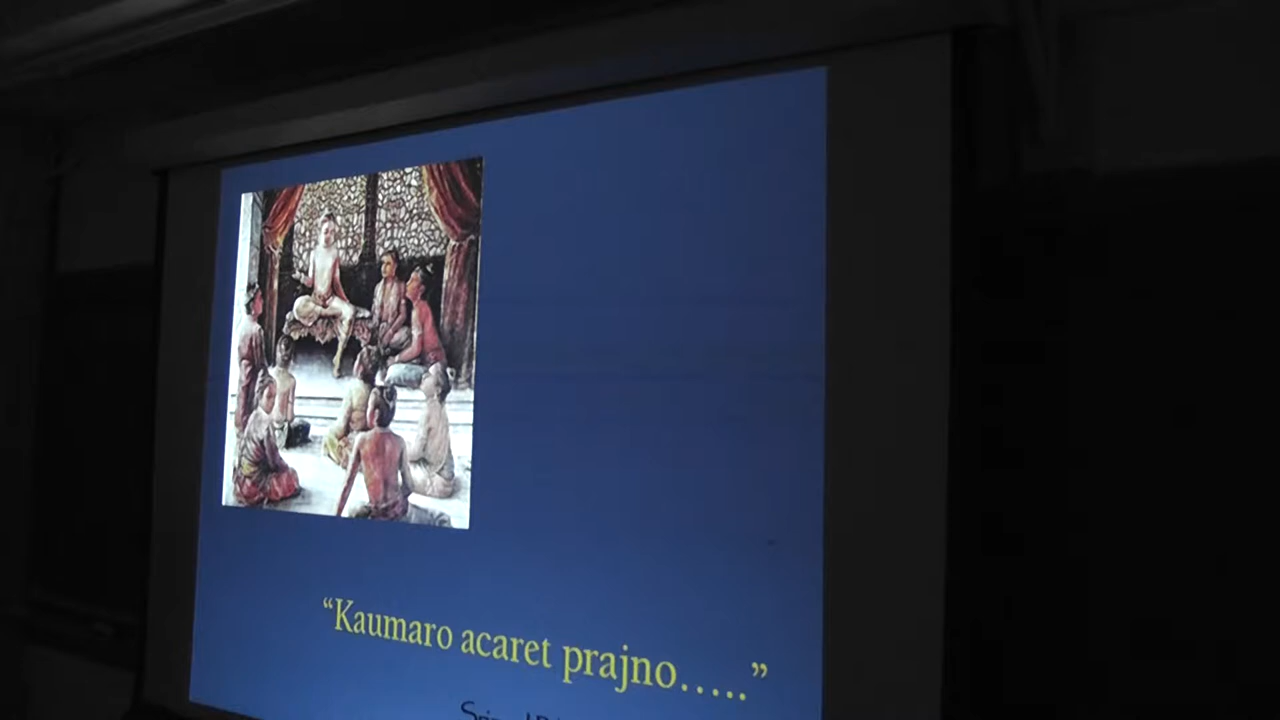 “Kaumaro acaret prajno.....”